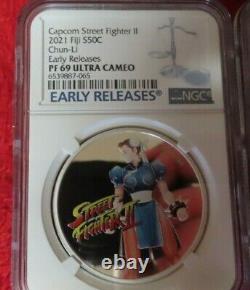 Capcom Street Fighter II
2021 Fiji S50C
Chun-Li
Early Releases
PF 69 ULTRA CAMEO
6539887-065
EARLY RELEASES
NGC
STREET
FIGHTER II